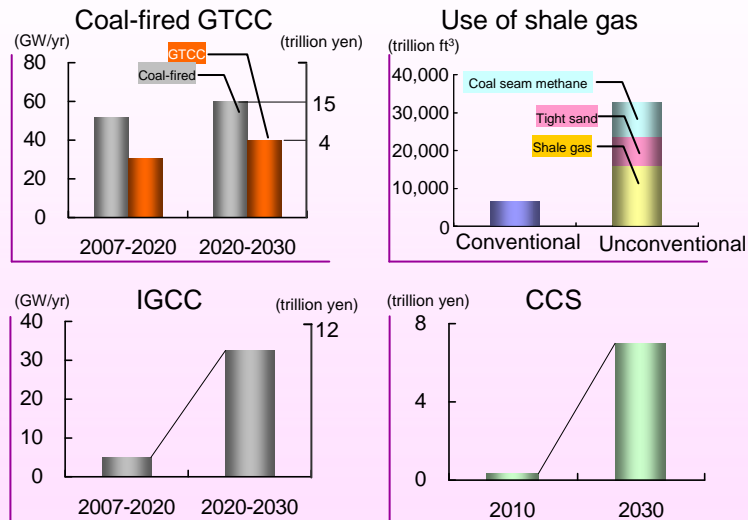 Coal-fired GTCC
(GW/yr)
(trillion yen)
GTCC
Coal-fired
80
60
40
20
0
15
4
2007-2020
2020-2030
Use of shale gas
(trillion ft³)
40,000
30,000
20,000
10,000
0
Coal seam methane
Tight sand
Shale gas
Conventional
Unconventional
IGCC
(GW/yr)
(trillion yen)
40
30
20
10
0
12
2007-2020
2020-2030
CCS
(trillion yen)
8
4
0
2010
2030